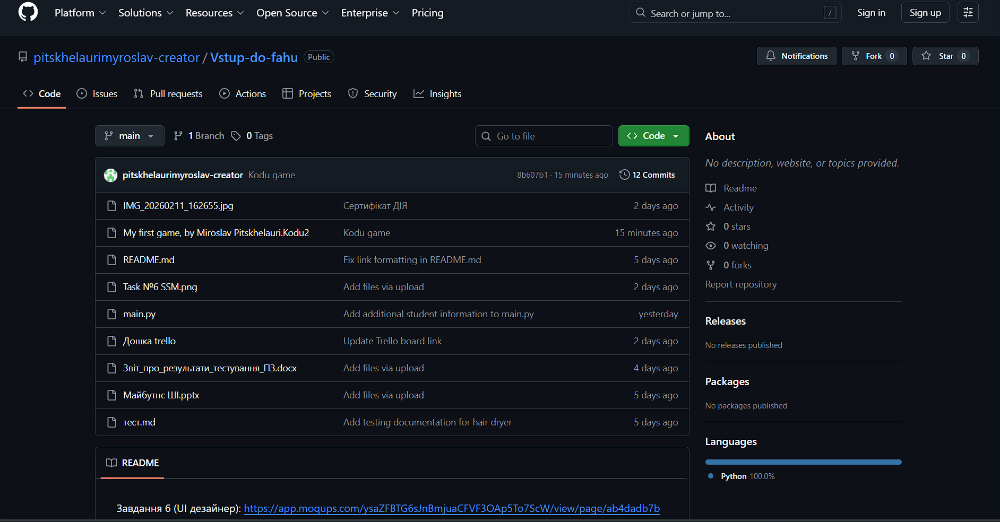 Platform Solutions Resources Open Source Enterprise Pricing Search or jump to... / Sign in Sign up
pitskhelaurimyroslav-creator / Vstup-do-fahu Public Notifications Fork 0 Star 0
Code Issues Pull requests Actions Projects Security Insights
main 1 Branch 0 Tags Go to file Code
pitskhelaurimyroslav-creator Kodu game 8b607b1 · 15 minutes ago 12 Commits
IMG_20260211_162655.jpg Сертифікат ДІЯ 2 days ago
My first game, by Miroslav Pitskhelauri.Kodu2 Kodu game 15 minutes ago
README.md Fix link formatting in README.md 5 days ago
Task №6 SSM.png Add files via upload 2 days ago
main.py Add additional student information to main.py yesterday
Дошка trello Update Trello board link 2 days ago
Звіт_про_результати_тестування_ПЗ.docx Add files via upload 4 days ago
Майбутнє ШІ.pptx Add files via upload 5 days ago
тест.md Add testing documentation for hair dryer 5 days ago
README
Завдання 6 (UI дезайнер): https://app.moqups.com/ysaZFBTG6sJnBmjuaCFVF3OAp5To7ScW/view/page/ab4dadb7b
About
No description, website, or topics provided.
Readme
Activity
0 stars
0 watching
0 forks
Report repository
Releases
No releases published
Packages
No packages published
Languages
Python 100.0%